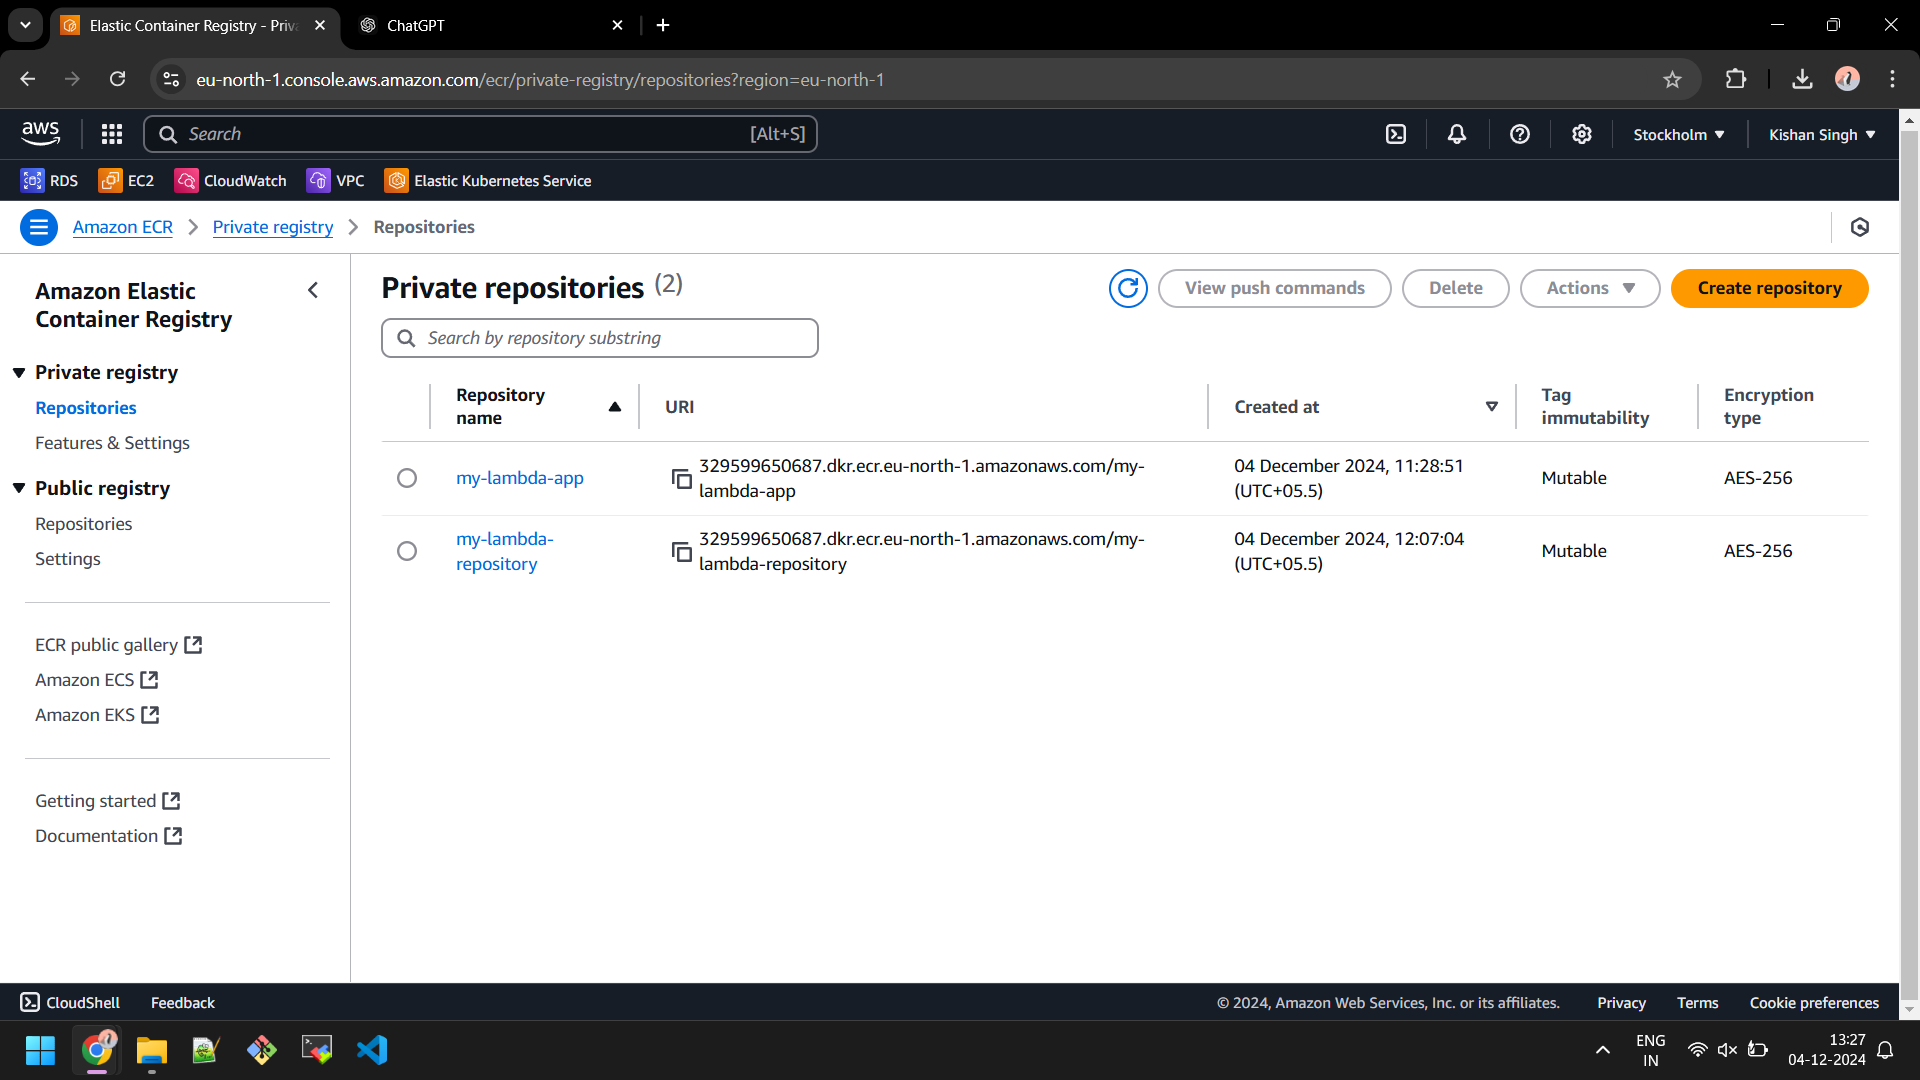 Elastic Container Registry - Priv
ChatGPT
eu-north-1.console.aws.amazon.com/ecr/private-registry/repositories?region=eu-north-1
aws
Search
[Alt+S]
Stockholm
Kishan Singh
RDS
EC2
CloudWatch
VPC
Elastic Kubernetes Service
Amazon ECR
Private registry
Repositories
Amazon Elastic
Container Registry
Private registry
Repositories
Features & Settings
Public registry
Repositories
Settings
ECR public gallery
Amazon ECS
Amazon EKS
Getting started
Documentation
Private repositories (2)
View push commands
Delete
Actions
Create repository
Search by repository substring
Repository
name
URI
Created at
Tag
immutability
Encryption
type
my-lambda-app
329599650687.dkr.ecr.eu-north-1.amazonaws.com/my-
lambda-app
04 December 2024, 11:28:51
(UTC+05.5)
Mutable
AES-256
my-lambda-
repository
329599650687.dkr.ecr.eu-north-1.amazonaws.com/my-
lambda-repository
04 December 2024, 12:07:04
(UTC+05.5)
Mutable
AES-256
CloudShell
Feedback
© 2024, Amazon Web Services, Inc. or its affiliates.
Privacy
Terms
Cookie preferences
ENG
IN
13:27
04-12-2024